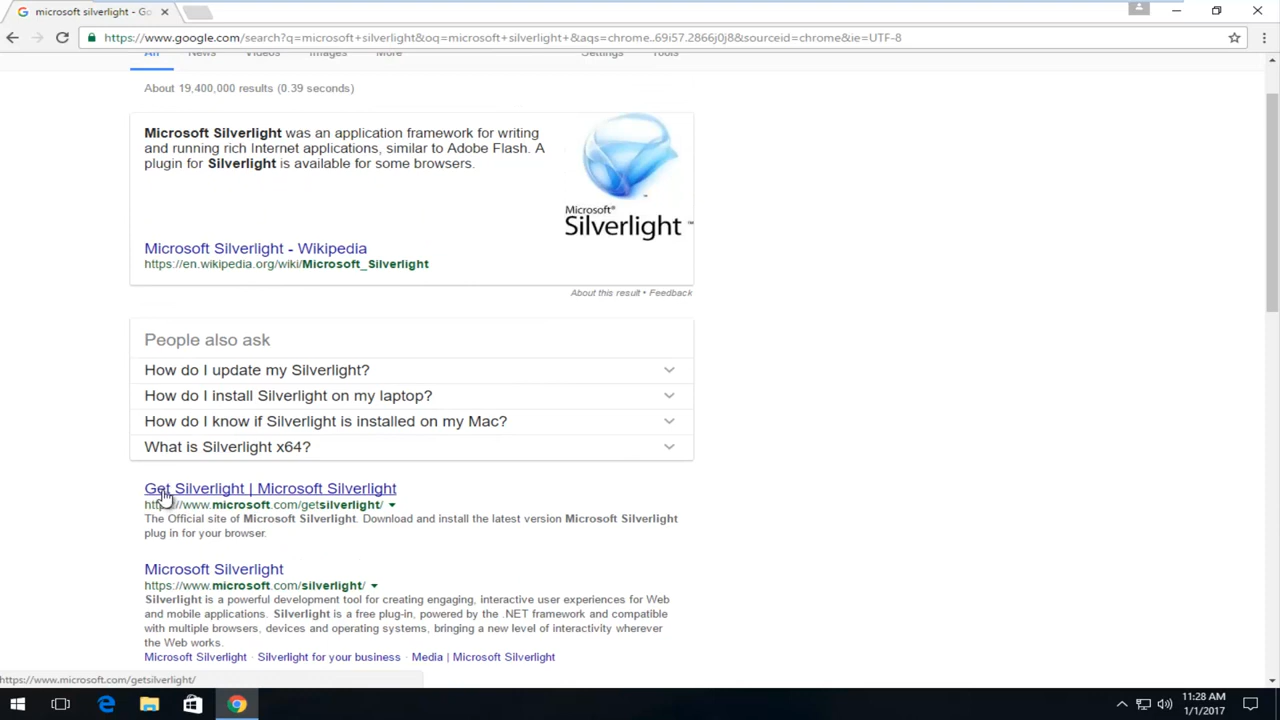 microsoft silverlight - Go
https://www.google.com/search?q=microsoft+silverlight&oq=microsoft+silverlight+&aqs=chrome..69i57.2866j0j8&sourceid=chrome&ie=UTF-8
All News Videos Images More Settings Tools
About 19,400,000 results (0.39 seconds)
Microsoft Silverlight was an application framework for writing
and running rich Internet applications, similar to Adobe Flash. A
plugin for Silverlight is available for some browsers.
Microsoft®
Silverlight ™
Microsoft Silverlight - Wikipedia
https://en.wikipedia.org/wiki/Microsoft_Silverlight
About this result • Feedback
People also ask
How do I update my Silverlight?
How do I install Silverlight on my laptop?
How do I know if Silverlight is installed on my Mac?
What is Silverlight x64?
Get Silverlight | Microsoft Silverlight
https://www.microsoft.com/getsilverlight/
The Official site of Microsoft Silverlight. Download and install the latest version Microsoft Silverlight
plug in for your browser.
Microsoft Silverlight
https://www.microsoft.com/silverlight/
Silverlight is a powerful development tool for creating engaging, interactive user experiences for Web
and mobile applications. Silverlight is a free plug-in, powered by the .NET framework and compatible
with multiple browsers, devices and operating systems, bringing a new level of interactivity wherever
the Web works.
Microsoft Silverlight · Silverlight for your business · Media | Microsoft Silverlight
https://www.microsoft.com/getsilverlight/
11:28 AM
1/1/2017